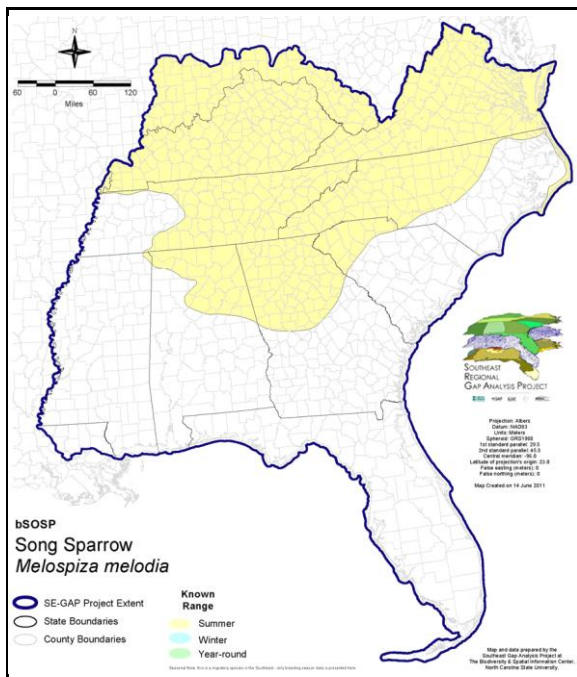 N
60 0 60 120
Miles
SOUTHEAST
REGIONAL
GAP ANALYSIS PROJECT
Projection: Albers
Datum: NAD83
Units: Meters
Spheroid: GRS1980
1st standard parallel: 29.5
2nd standard parallel: 45.5
Central meridian: -96.0
Latitude of projection's origin: 23.0
False easting (meters): 0
False northing (meters): 0
Map Created on 14 June 2011
bSOSP
Song Sparrow
Melospiza melodia
SE-GAP Project Extent
State Boundaries
County Boundaries
Known
Range
Summer
Winter
Year-round
Map and data prepared by the
Southeast Gap Analysis Project at
The Biodiversity & Spatial Information Center,
North Carolina State University.